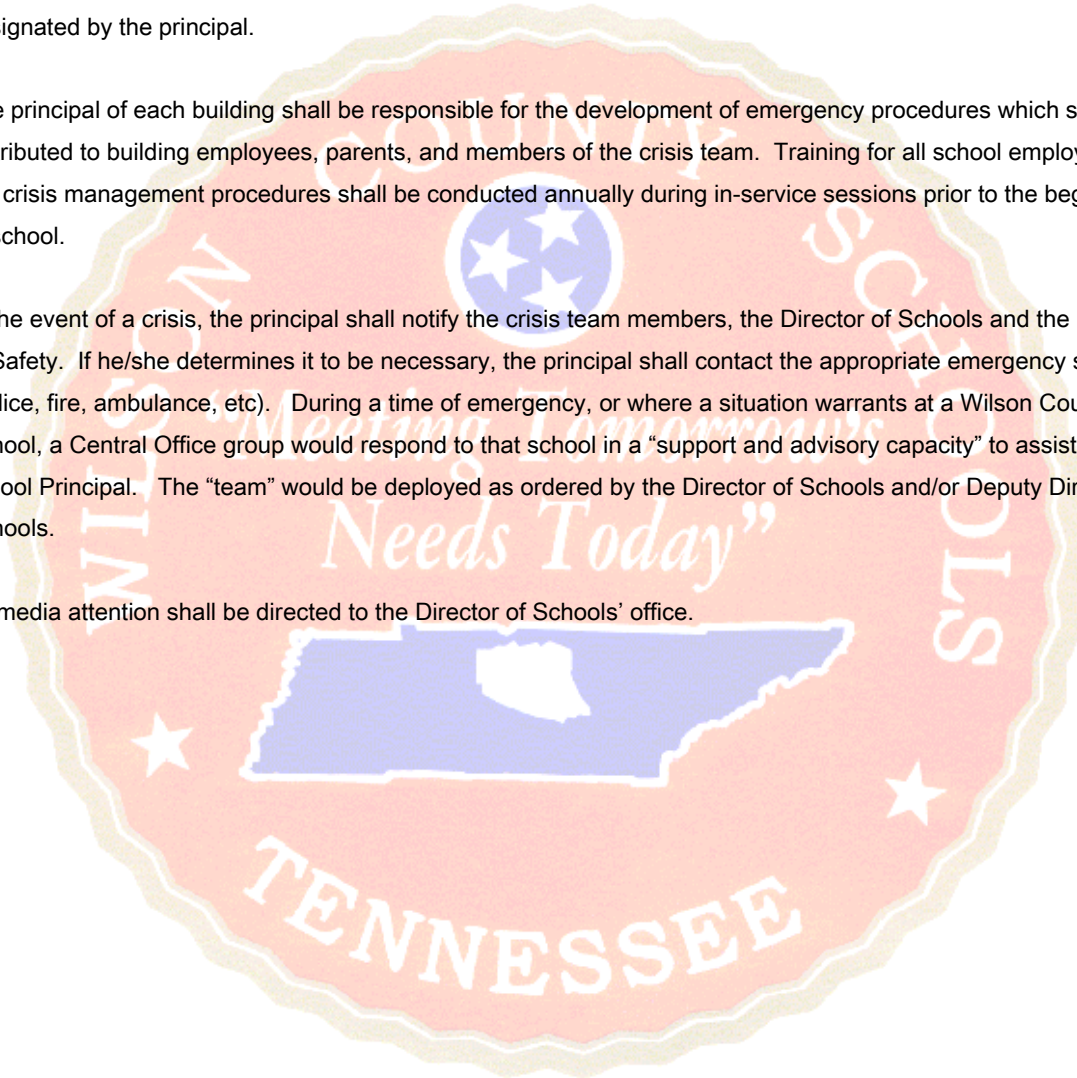 signated by the principal.
e principal of each building shall be responsible for the development of emergency procedures which s
tributed to building employees, parents, and members of the crisis team. Training for all school employ
crisis management procedures shall be conducted annually during in-service sessions prior to the beg
school.
he event of a crisis, the principal shall notify the crisis team members, the Director of Schools and the
Safety. If he/she determines it to be necessary, the principal shall contact the appropriate emergency s
lice, fire, ambulance, etc). During a time of emergency, or where a situation warrants at a Wilson Cou
hool, a Central Office group would respond to that school in a “support and advisory capacity” to assist
ool Principal. The “team” would be deployed as ordered by the Director of Schools and/or Deputy Dir
hools.
media attention shall be directed to the Director of Schools’ office.
WILSON COUNTY SCHOOLS
“Meeting Tomorrow's
Needs Today”
TENNESSEE